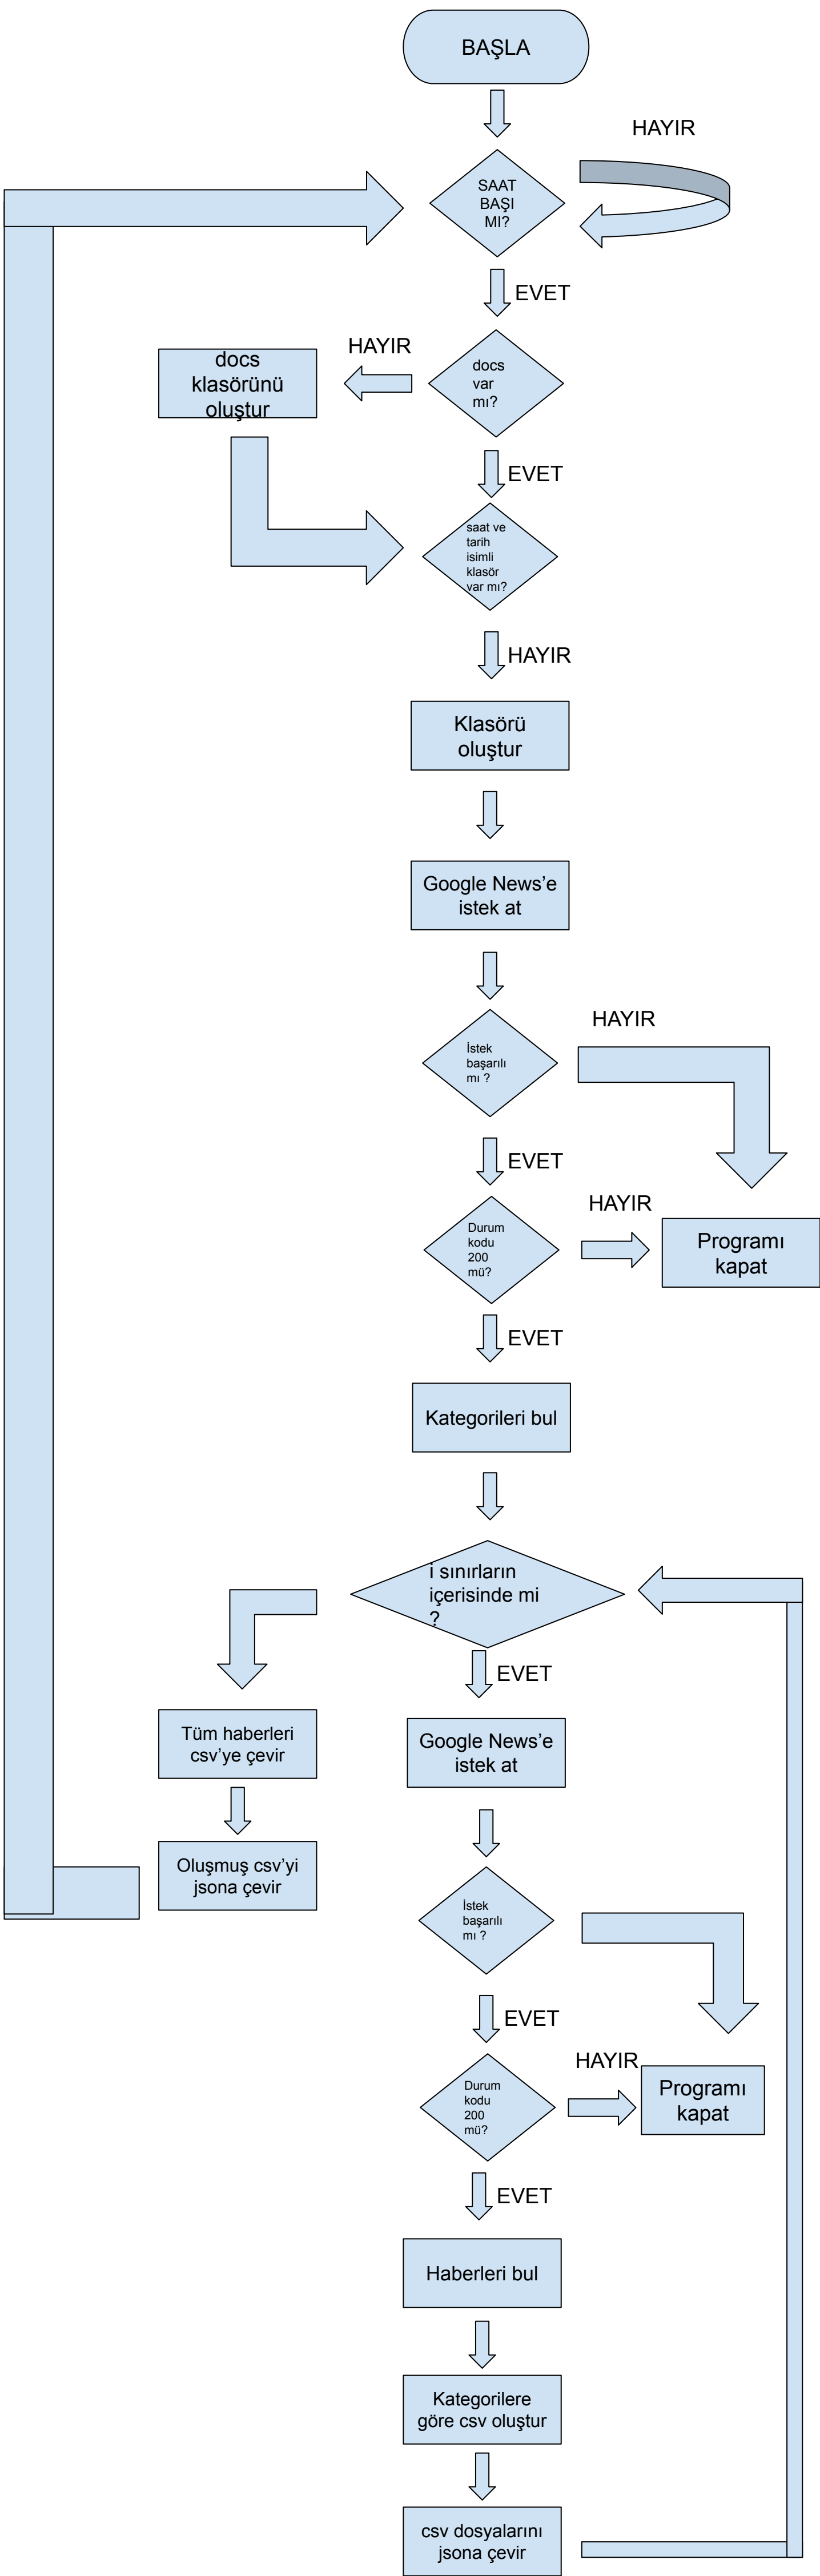 BAŞLA
HAYIR
SAAT
BAŞI
MI?
EVET
HAYIR
docs
klasörünü
oluştur
docs
var
mı?
EVET
saat ve
tarih
isimli
klasör
var mı?
HAYIR
Klasörü
oluştur
Google News’e
istek at
HAYIR
İstek
başarılı
mı ?
EVET
HAYIR
Durum
kodu
200
mü?
Programı
kapat
EVET
Kategorileri bul
i sınırların
içerisinde mi
?
EVET
Tüm haberleri
csv’ye çevir
Google News’e
istek at
Oluşmuş csv’yi
jsona çevir
İstek
başarılı
mı ?
EVET
HAYIR
Durum
kodu
200
mü?
Programı
kapat
EVET
Haberleri bul
Kategorilere
göre csv oluştur
csv dosyalarını
jsona çevir